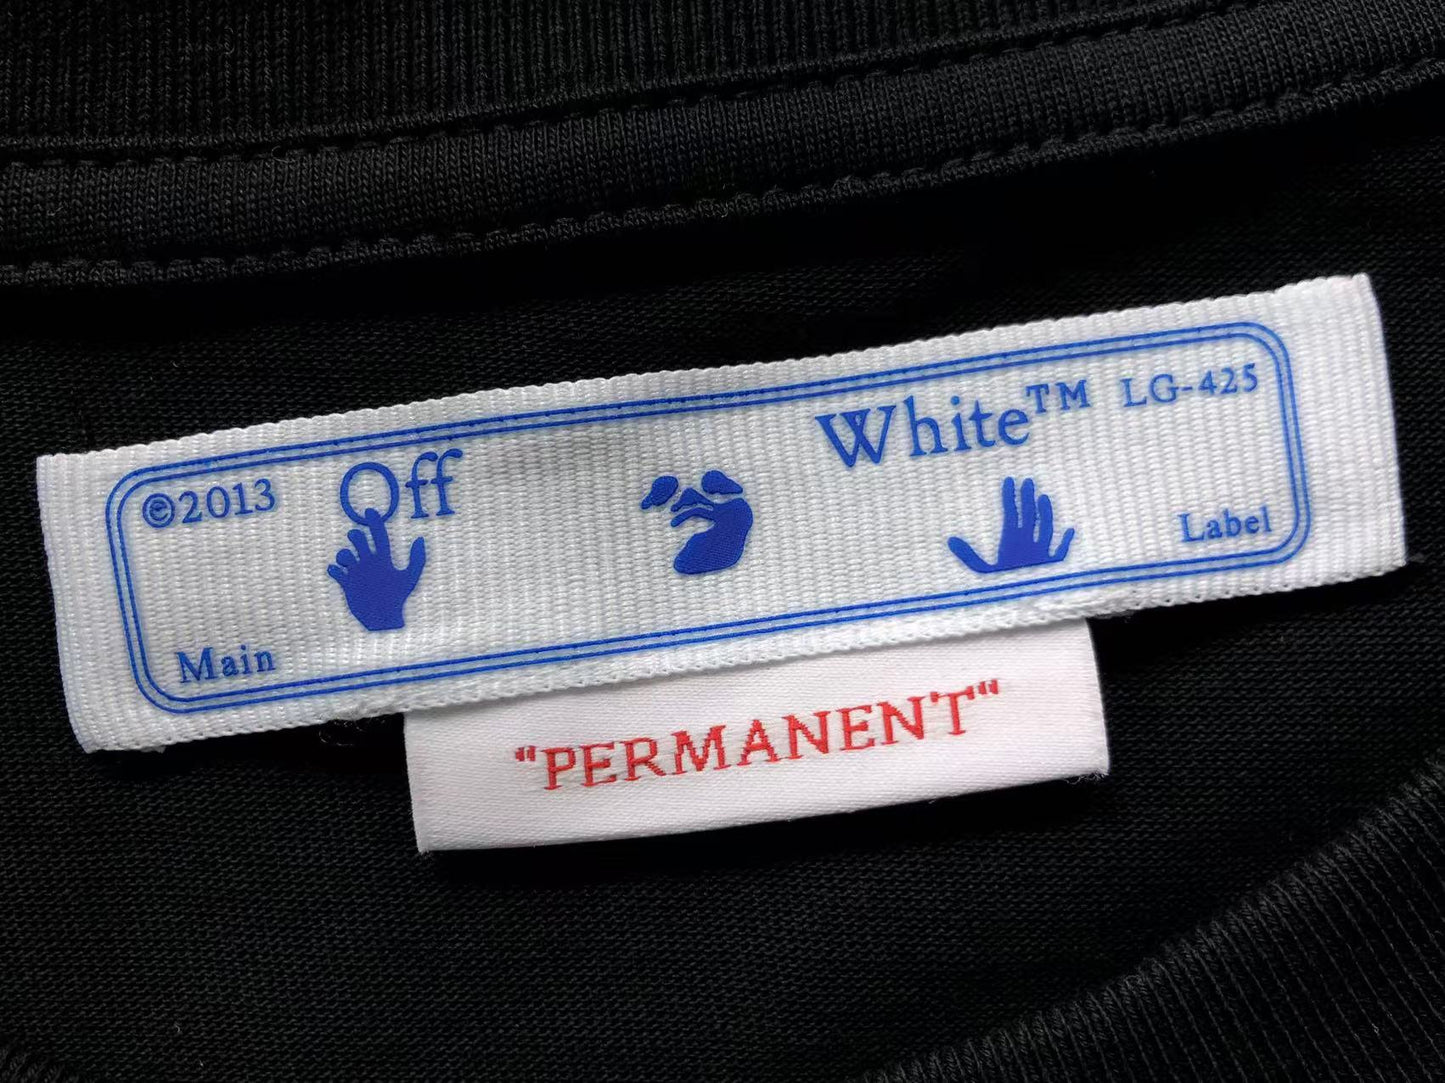 ©2013 Off White™ LG-425
Main Label
"PERMANENT"